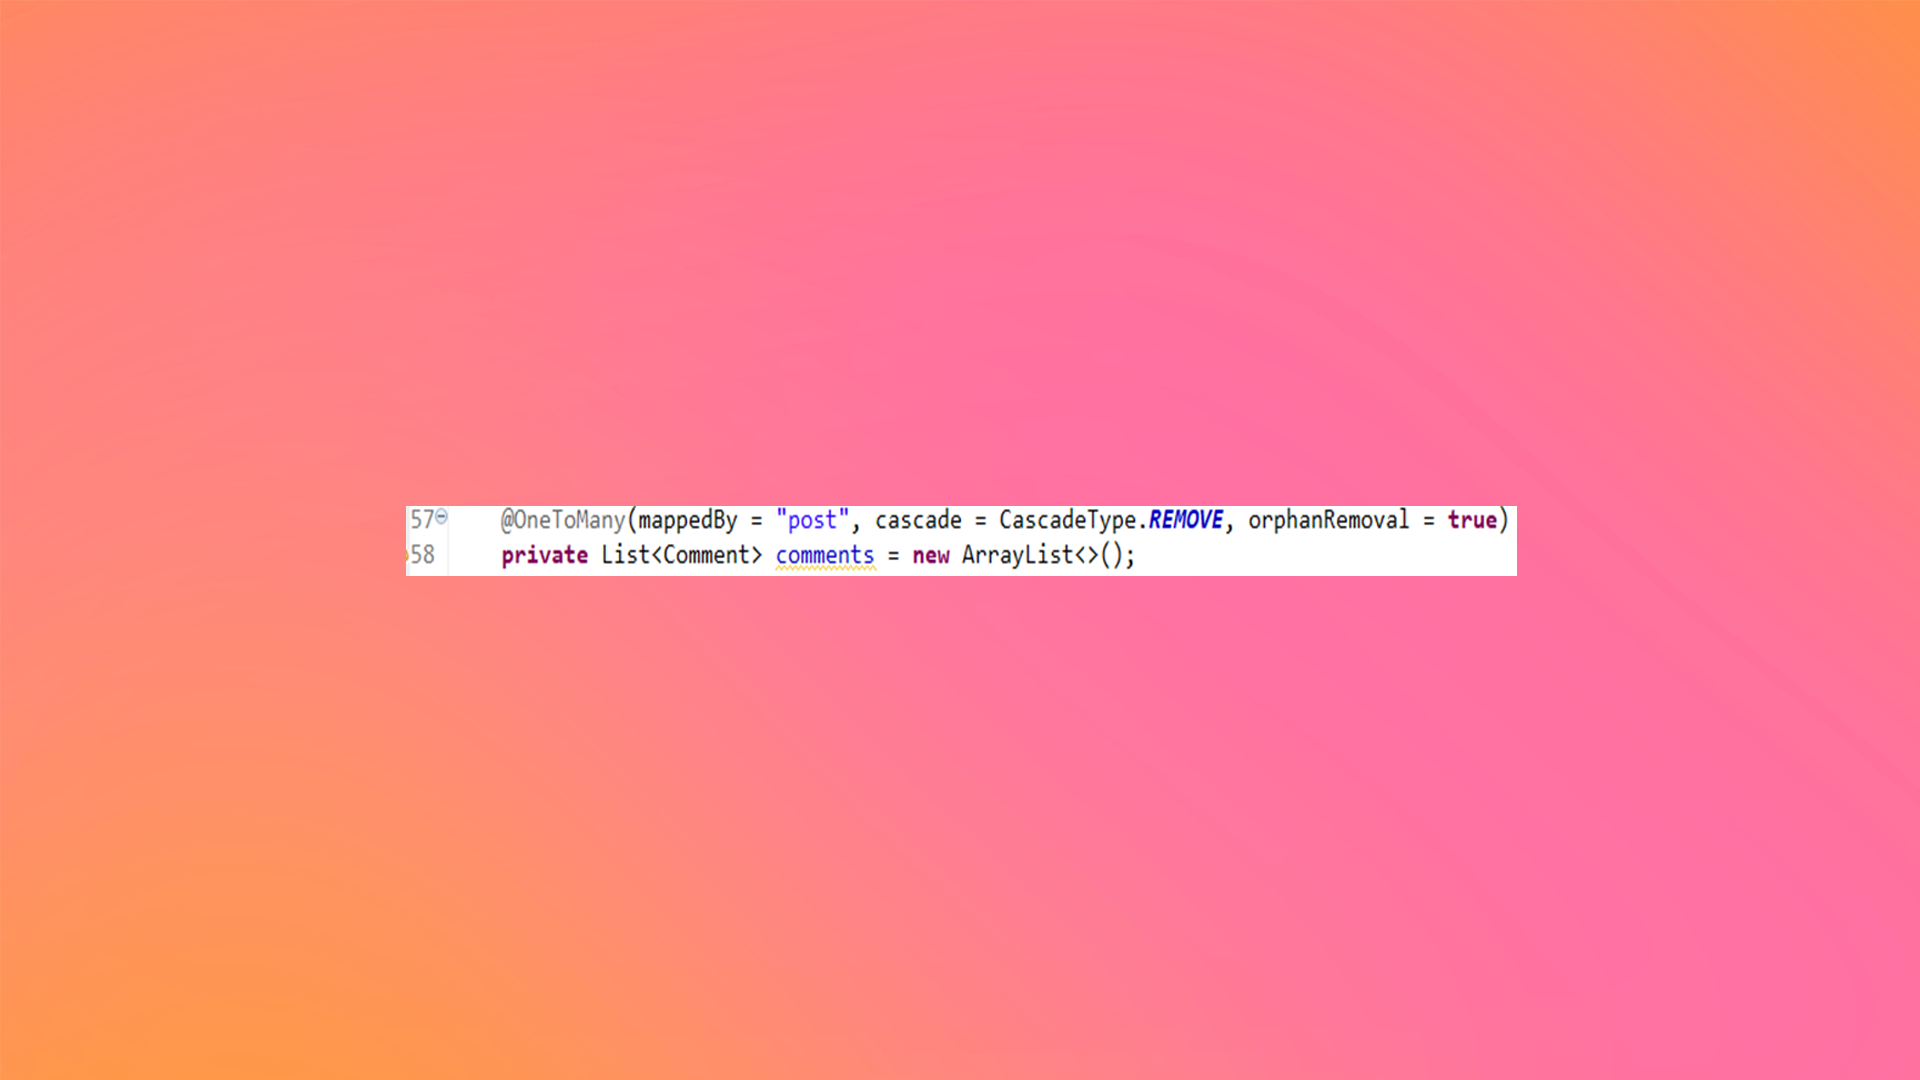 57 @OneToMany(mappedBy = "post", cascade = CascadeType.REMOVE, orphanRemoval = true)
58 private List<Comment> comments = new ArrayList<>();